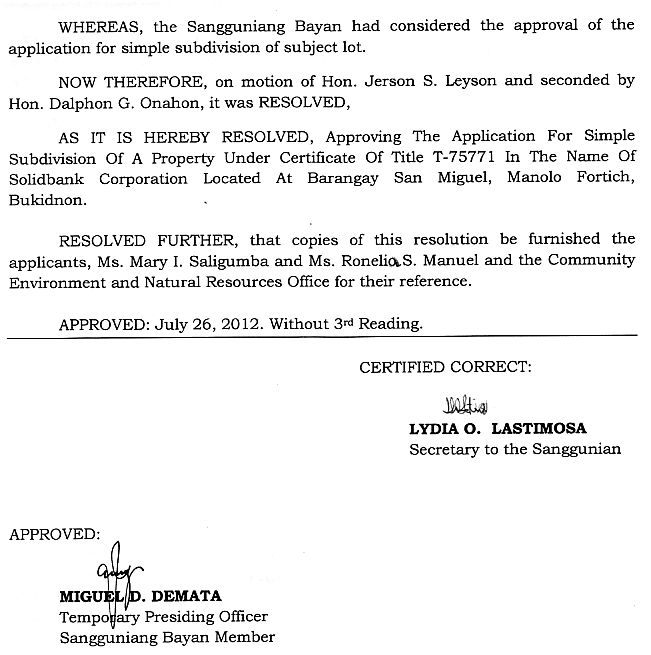 WHEREAS, the Sangguniang Bayan had considered the approval of the
application for simple subdivision of subject lot.
NOW THEREFORE, on motion of Hon. Jerson S. Leyson and seconded by
Hon. Dalphon G. Onahon, it was RESOLVED,
AS IT IS HEREBY RESOLVED, Approving The Application For Simple
Subdivision Of A Property Under Certificate Of Title T-75771 In The Name Of
Solidbank Corporation Located At Barangay San Miguel, Manolo Fortich,
Bukidnon.
RESOLVED FURTHER, that copies of this resolution be furnished the
applicants, Ms. Mary I. Saligumba and Ms. Ronelia S. Manuel and the Community
Environment and Natural Resources Office for their reference.
APPROVED: July 26, 2012. Without 3rd Reading.
CERTIFIED CORRECT:
LYDIA O. LASTIMOSA
Secretary to the Sanggunian
APPROVED:
MIGUEL D. DEMATA
Temporary Presiding Officer
Sangguniang Bayan Member